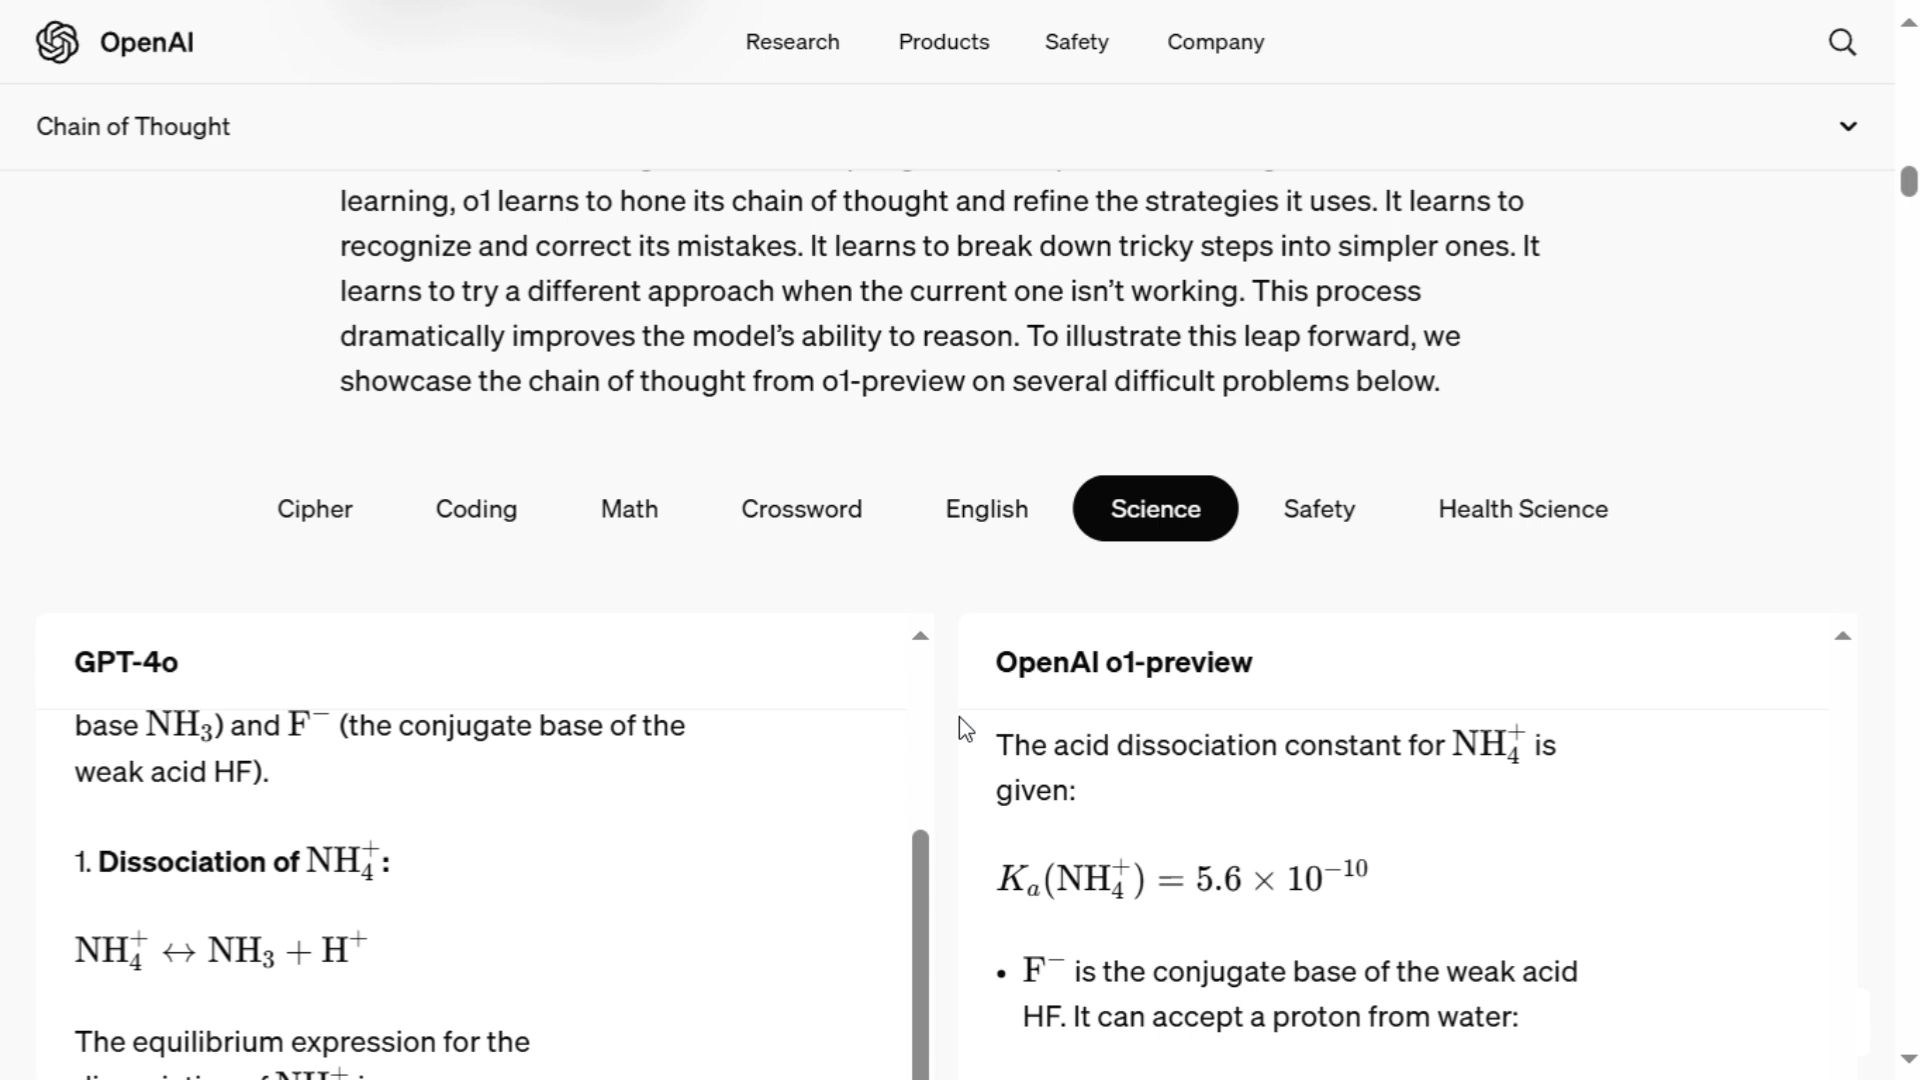 OpenAI
Research
Products
Safety
Company
Chain of Thought
learning, o1 learns to hone its chain of thought and refine the strategies it uses. It learns to
recognize and correct its mistakes. It learns to break down tricky steps into simpler ones. It
learns to try a different approach when the current one isn’t working. This process
dramatically improves the model’s ability to reason. To illustrate this leap forward, we
showcase the chain of thought from o1-preview on several difficult problems below.
Cipher
Coding
Math
Crossword
English
Science
Safety
Health Science
GPT-4o
base NH₃) and F⁻ (the conjugate base of the
weak acid HF).
1. Dissociation of NH₄⁺:
NH₄⁺ ↔ NH₃ + H⁺
The equilibrium expression for the
OpenAI o1-preview
The acid dissociation constant for NH₄⁺ is
given:
Kₐ(NH₄⁺) = 5.6 × 10⁻¹⁰
• F⁻ is the conjugate base of the weak acid
HF. It can accept a proton from water: